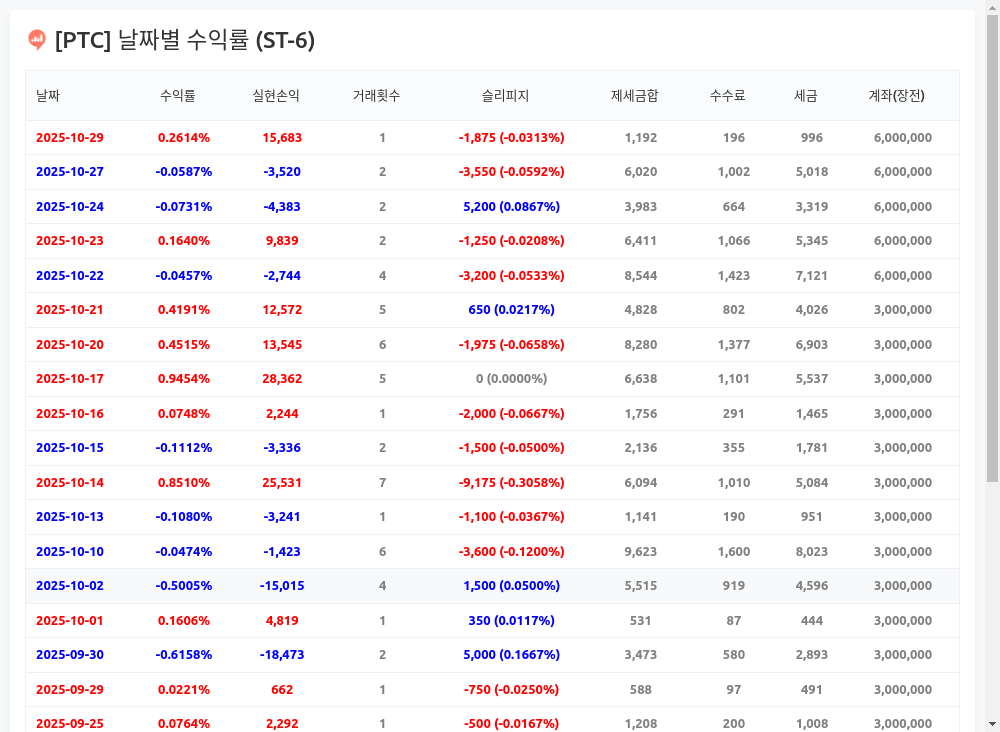 [PTC] 날짜별 수익률 (ST-6)
날짜 수익률 실현손익 거래횟수 슬리피지 제세금합 수수료 세금 계좌(장전)
2025-10-29 0.2614% 15,683 1 -1,875 (-0.0313%) 1,192 196 996 6,000,000
2025-10-27 -0.0587% -3,520 2 -3,550 (-0.0592%) 6,020 1,002 5,018 6,000,000
2025-10-24 -0.0731% -4,383 2 5,200 (0.0867%) 3,983 664 3,319 6,000,000
2025-10-23 0.1640% 9,839 2 -1,250 (-0.0208%) 6,411 1,066 5,345 6,000,000
2025-10-22 -0.0457% -2,744 4 -3,200 (-0.0533%) 8,544 1,423 7,121 6,000,000
2025-10-21 0.4191% 12,572 5 650 (0.0217%) 4,828 802 4,026 3,000,000
2025-10-20 0.4515% 13,545 6 -1,975 (-0.0658%) 8,280 1,377 6,903 3,000,000
2025-10-17 0.9454% 28,362 5 0 (0.0000%) 6,638 1,101 5,537 3,000,000
2025-10-16 0.0748% 2,244 1 -2,000 (-0.0667%) 1,756 291 1,465 3,000,000
2025-10-15 -0.1112% -3,336 2 -1,500 (-0.0500%) 2,136 355 1,781 3,000,000
2025-10-14 0.8510% 25,531 7 -9,175 (-0.3058%) 6,094 1,010 5,084 3,000,000
2025-10-13 -0.1080% -3,241 1 -1,100 (-0.0367%) 1,141 190 951 3,000,000
2025-10-10 -0.0474% -1,423 6 -3,600 (-0.1200%) 9,623 1,600 8,023 3,000,000
2025-10-02 -0.5005% -15,015 4 1,500 (0.0500%) 5,515 919 4,596 3,000,000
2025-10-01 0.1606% 4,819 1 350 (0.0117%) 531 87 444 3,000,000
2025-09-30 -0.6158% -18,473 2 5,000 (0.1667%) 3,473 580 2,893 3,000,000
2025-09-29 0.0221% 662 1 -750 (-0.0250%) 588 97 491 3,000,000
2025-09-25 0.0764% 2,292 1 -500 (-0.0167%) 1,208 200 1,008 3,000,000